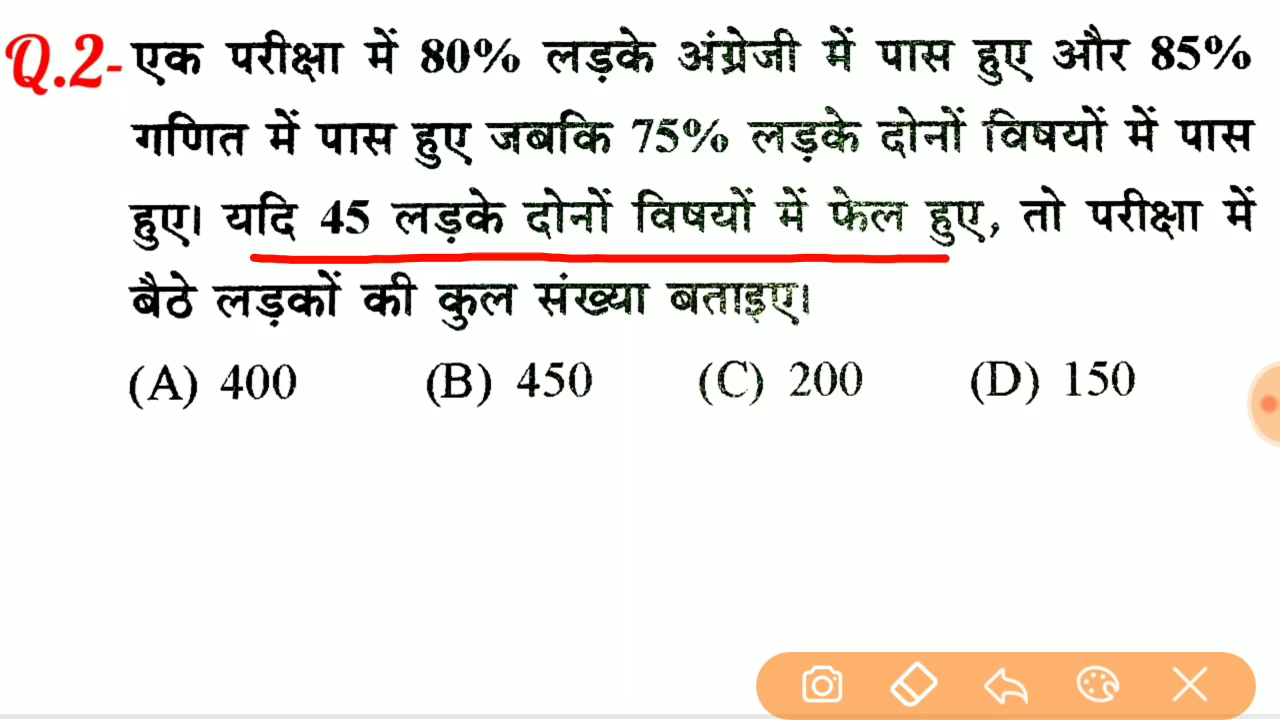 Q.2- एक परीक्षा में 80% लड़के अंग्रेजी में पास हुए और 85%
गणित में पास हुए जबकि 75% लड़के दोनों विषयों में पास
हुए। यदि 45 लड़के दोनों विषयों में फेल हुए, तो परीक्षा में
बैठे लड़कों की कुल संख्या बताइए।
(A) 400 (B) 450 (C) 200 (D) 150